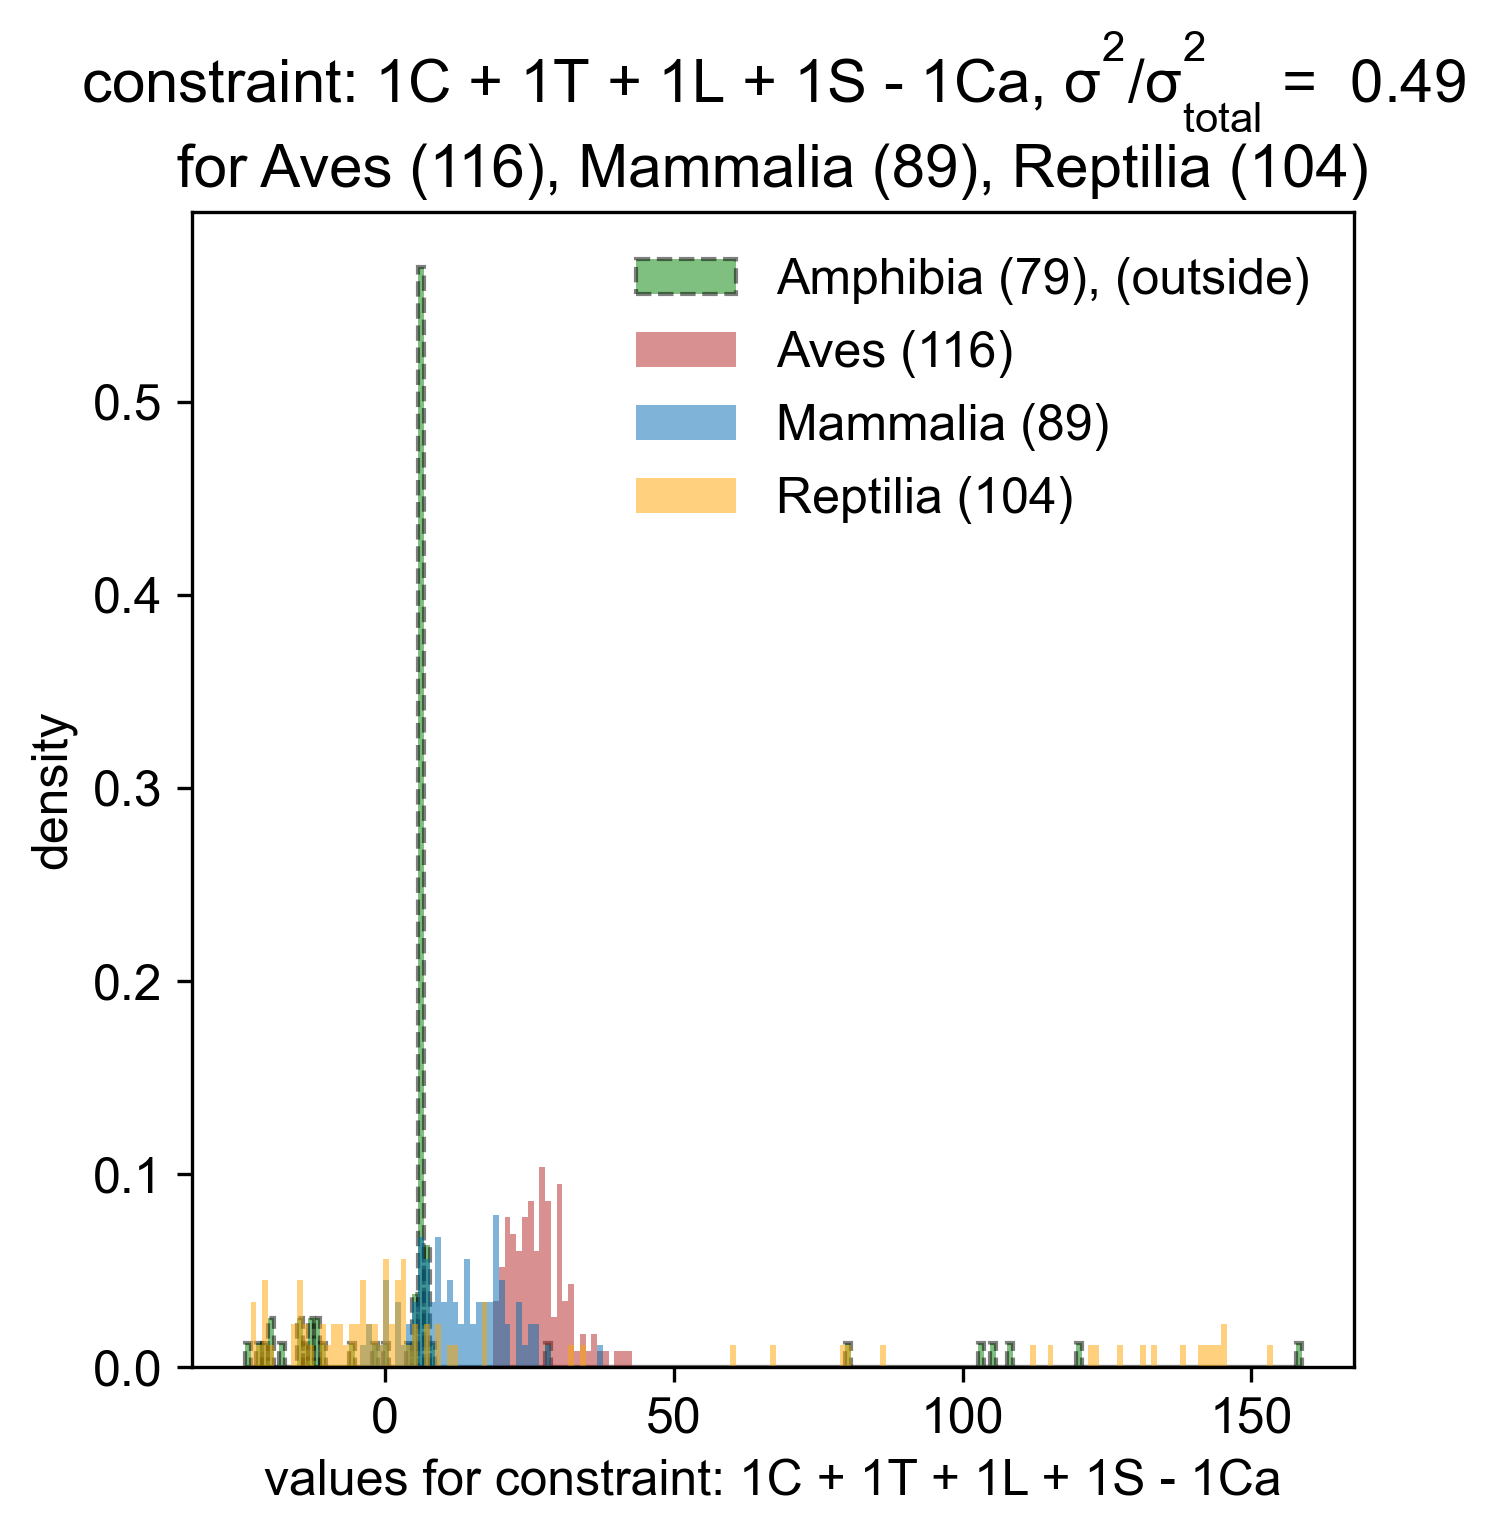 constraint: 1C + 1T + 1L + 1S - 1Ca, σ²/σ²total = 0.49
for Aves (116), Mammalia (89), Reptilia (104)
Amphibia (79), (outside)
Aves (116)
Mammalia (89)
Reptilia (104)
density
0.5
0.4
0.3
0.2
0.1
0.0
0 50 100 150
values for constraint: 1C + 1T + 1L + 1S - 1Ca